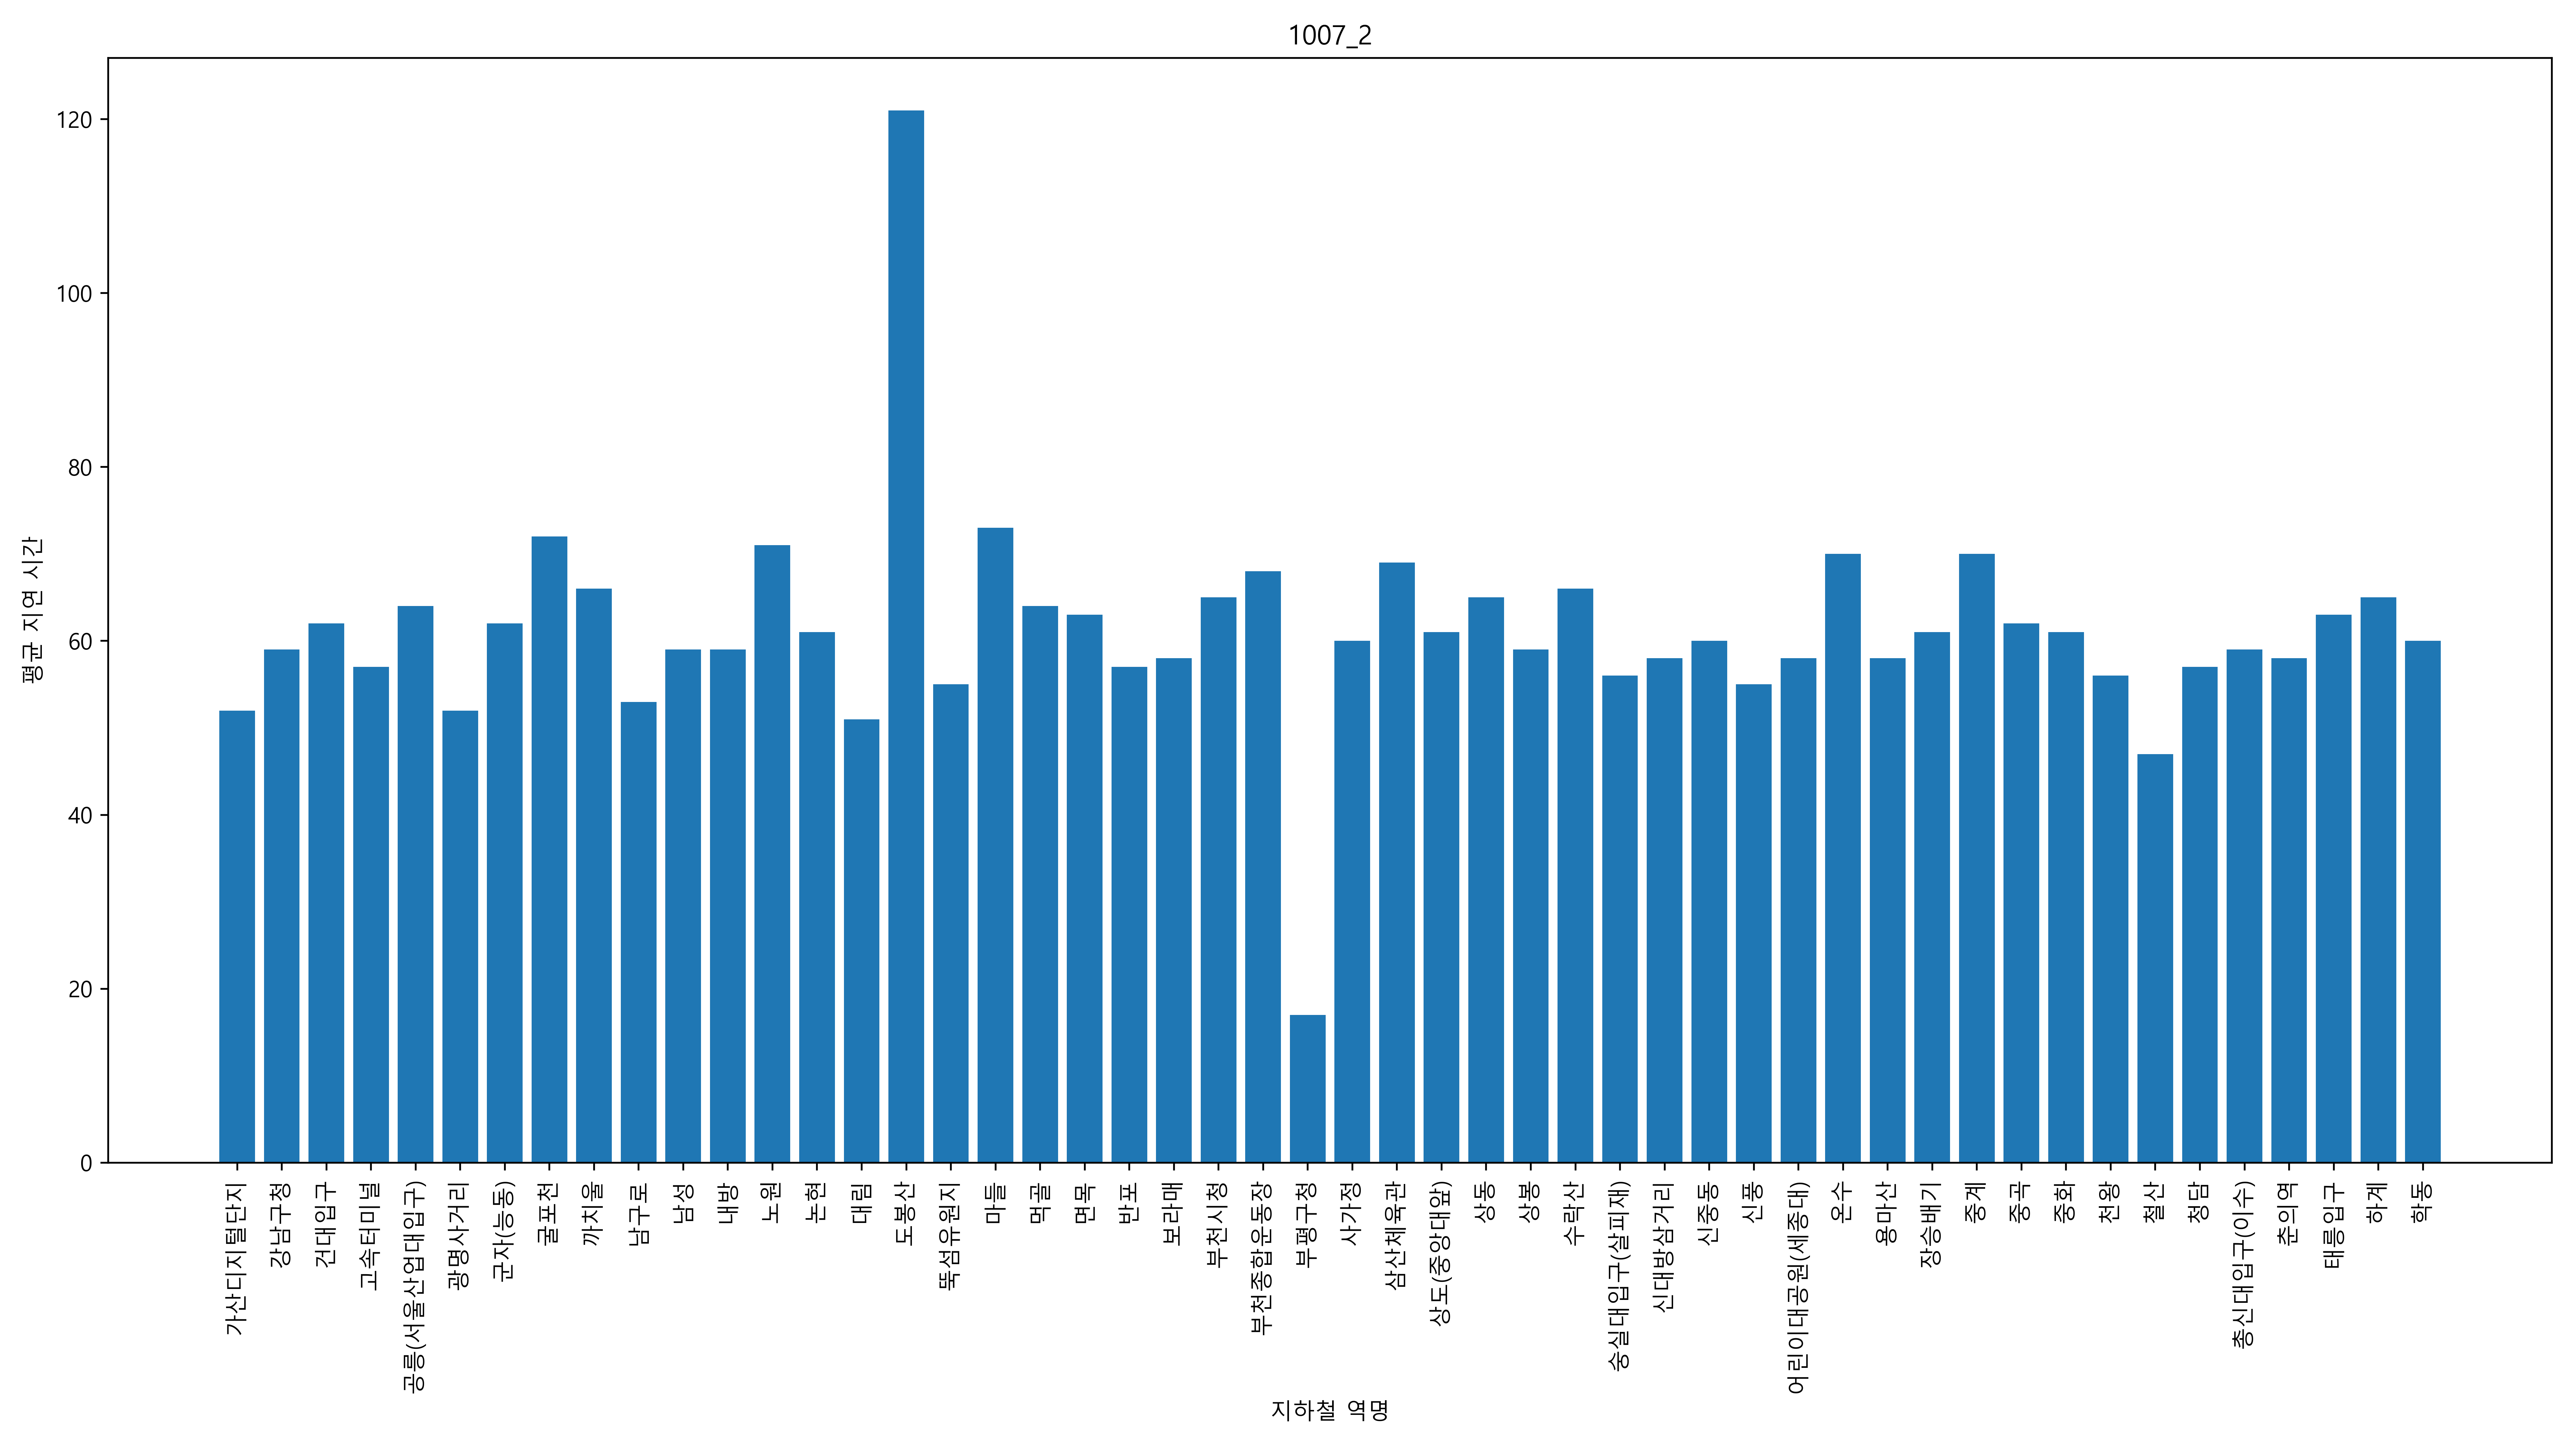 1007_2
평균 지연 시간
120
100
80
60
40
20
0
가산디지털단지
강남구청
건대입구
고속터미널
공릉(서울산업대입구)
광명사거리
군자(능동)
굴포천
까치울
남구로
남성
내방
노원
논현
대림
도봉산
뚝섬유원지
마들
먹골
면목
반포
보라매
부천시청
부천종합운동장
부평구청
사가정
삼산체육관
상도(중앙대앞)
상동
상봉
수락산
숭실대입구(살피재)
신대방삼거리
신중동
신풍
어린이대공원(세종대)
온수
용마산
장승배기
중계
중곡
중화
천왕
철산
청담
총신대입구(이수)
춘의역
태릉입구
하계
학동
지하철 역명